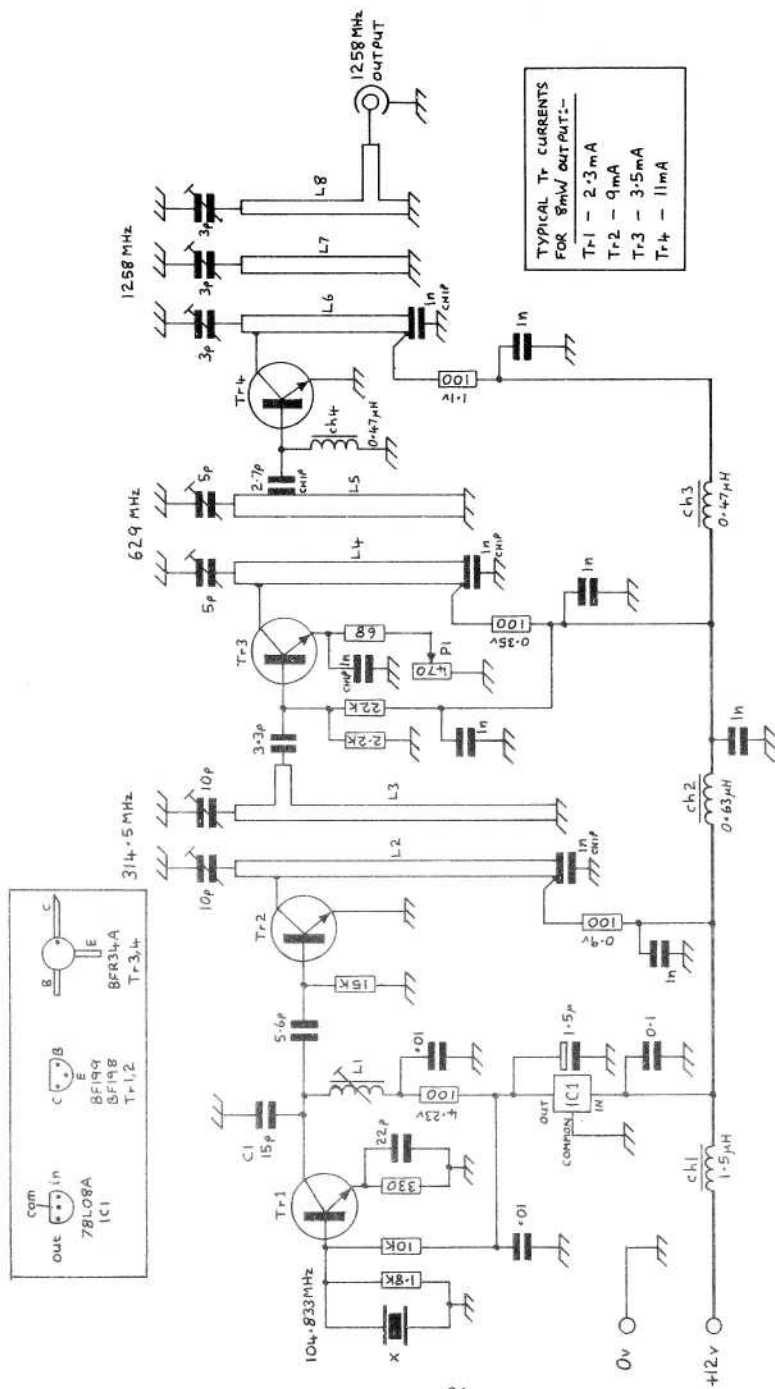 com
out
in
78L08A
IC1
C
B
E
BF199
BF198
Tr1,2
B
C
E
BFR34A
Tr3,4
314·5 MHz
629 MHz
1258 MHz
10p
10p
5p
5p
3p
3p
3p
1258MHz
OUTPUT
C1
15p
5·6p
15k
Tr2
L2
L3
3·3p
Tr3
L4
L5
2·7p
CHIP
Tr4
L6
L7
L8
104·833MHz
X
1·8k
10k
Tr1
330
22p
L1
100
4·23v
·01
·01
1n
CHIP
100
0·9v
1n
2·2k
22k
1n
1n
CHIP
68
470
P1
1n
CHIP
100
0·35v
1n
ch4
0·47µH
1n
CHIP
100
1·1v
1n
OUT
IC1
COMMON
IN
1·5µ
0·1
0v
+12v
ch1
1·5µH
ch2
0·63µH
1n
ch3
0·47µH
TYPICAL Tr CURRENTS
FOR 8mW OUTPUT:-
Tr1 - 2·3mA
Tr2 - 9mA
Tr3 - 3·5mA
Tr4 - 11mA